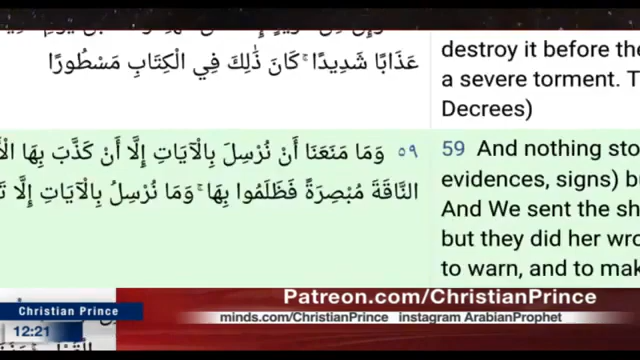 عَذَابًا شَدِيدًا ۚ كَانَ ذَٰلِكَ فِي الْكِتَابِ مَسْطُورًا
destroy it before the
a severe torment. T
Decrees)
٥٩ وَمَا مَنَعَنَا أَنْ نُرْسِلَ بِالْآيَاتِ إِلَّا أَنْ كَذَّبَ بِهَا
النَّاقَةَ مُبْصِرَةً فَظَلَمُوا بِهَا ۚ وَمَا نُرْسِلُ بِالْآيَاتِ إِلَّا
59 And nothing sto
evidences, signs) bu
And We sent the sh
but they did her wro
to warn, and to mak
Patreon.com/ChristianPrince
minds.com/ChristianPrince instagram ArabianProphet
Christian Prince
12:21